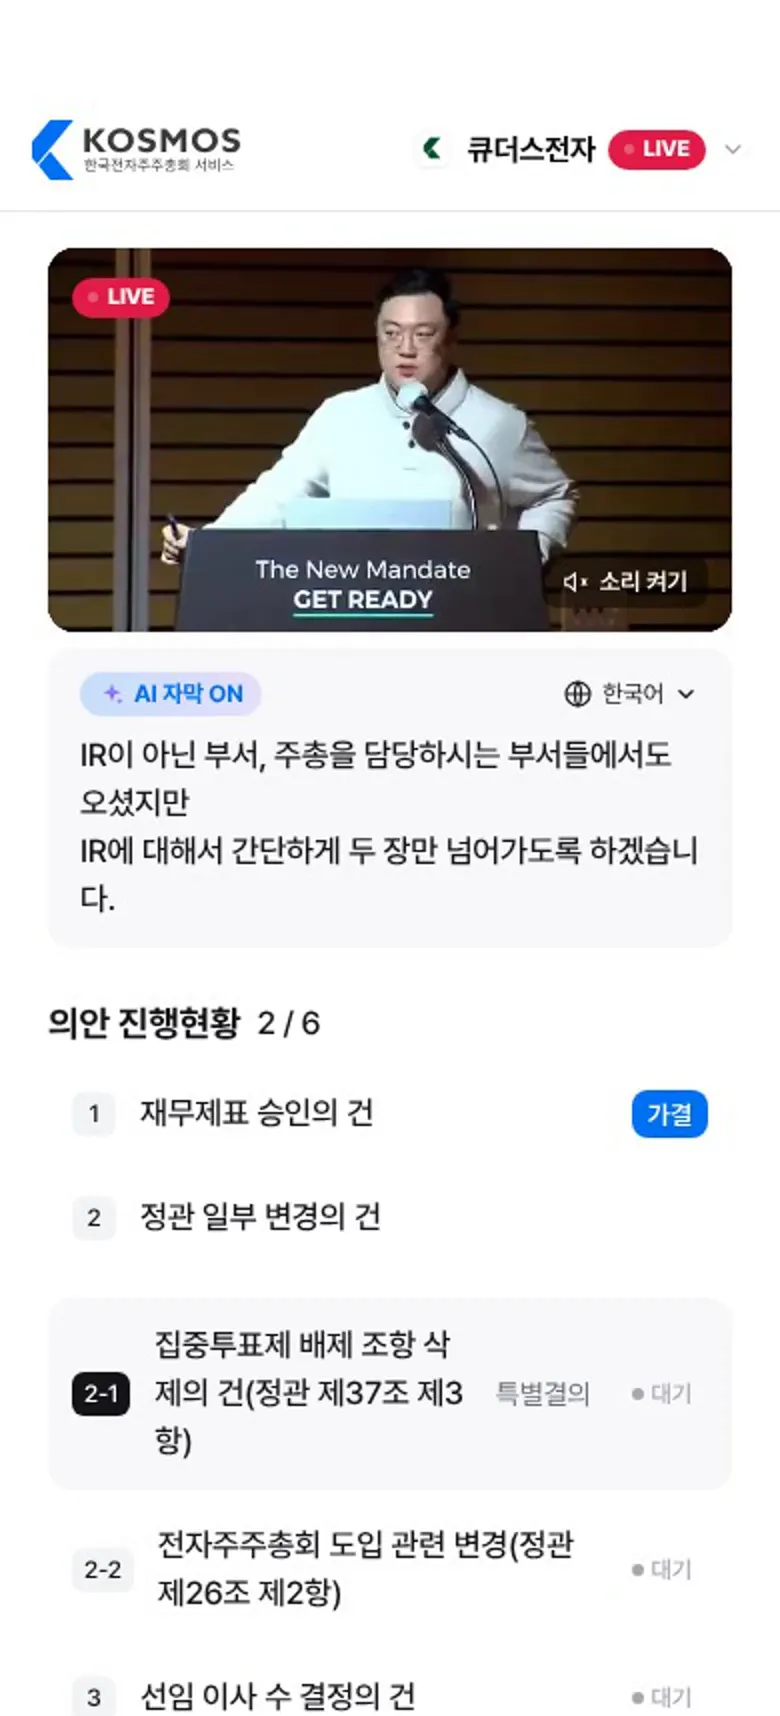 KOSMOS
한국전자주주총회 서비스
큐더스전자
LIVE
LIVE
The New Mandate
GET READY
소리 켜기
AI 자막 ON
한국어
IR이 아닌 부서, 주총을 담당하시는 부서들에서도
오셨지만
IR에 대해서 간단하게 두 장만 넘어가도록 하겠습니
다.
의안 진행현황 2 / 6
1 재무제표 승인의 건 가결
2 정관 일부 변경의 건
집중투표제 배제 조항 삭
2-1 제의 건(정관 제37조 제3 특별결의 대기
항)
전자주주총회 도입 관련 변경(정관
2-2 대기
제26조 제2항)
3 선임 이사 수 결정의 건 대기